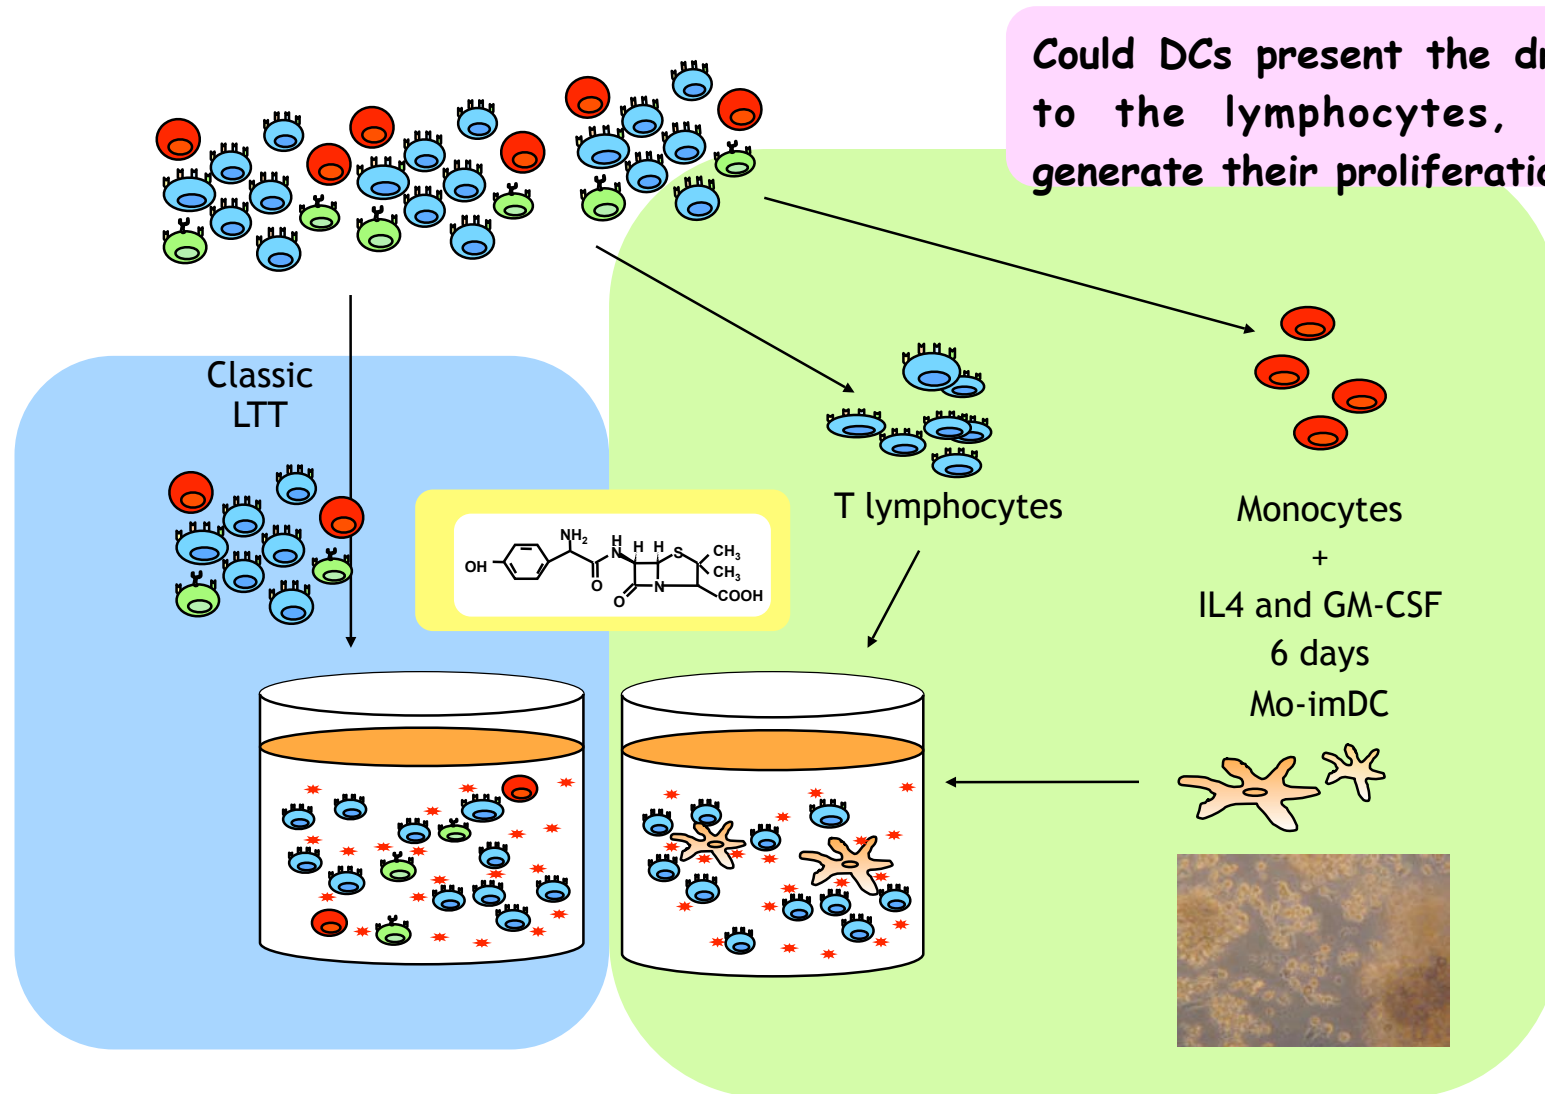 Could DCs present the
to the lymphocytes,
generate their
Classic
LTT
T lymphocytes
Monocytes
+
IL4 and GM-CSF
6 days
Mo-imDC
NH2
H
H H
N
S
CH3
CH3
OH
O
N
O
COOH